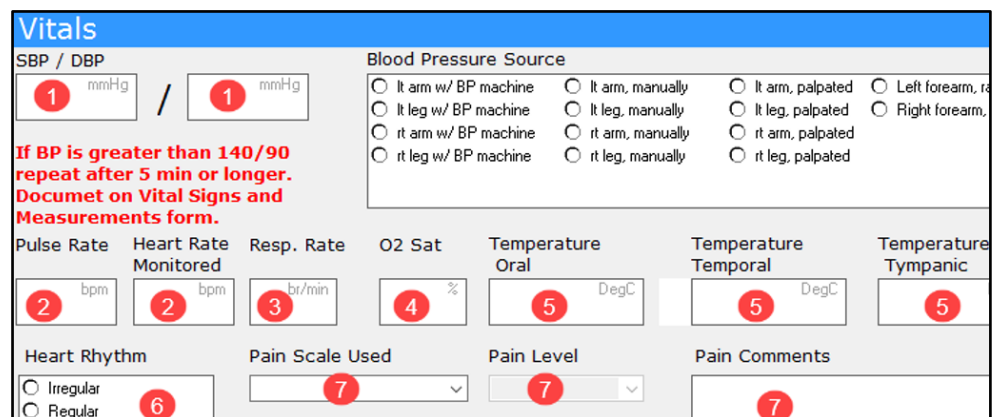 Vitals
SBP / DBP
Blood Pressure Source
1 mmHg / 1 mmHg
lt arm w/ BP machine lt arm, manually lt arm, palpated Left forearm, ra
lt leg w/ BP machine lt leg, manually lt leg, palpated Right forearm,
rt arm w/ BP machine rt arm, manually rt arm, palpated
rt leg w/ BP machine rt leg, manually rt leg, palpated
If BP is greater than 140/90
repeat after 5 min or longer.
Documet on Vital Signs and
Measurements form.
Pulse Rate Heart Rate Monitored Resp. Rate O2 Sat Temperature Oral Temperature Temporal Temperature Tympanic
2 bpm 2 bpm 3 br/min 4 % 5 DegC 5 DegC 5
Heart Rhythm Pain Scale Used Pain Level Pain Comments
Irregular
Regular 6 7 7 7